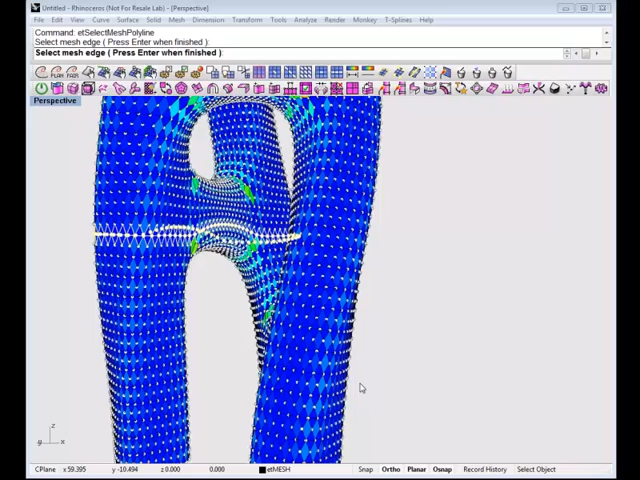 Untitled - Rhinoceros (Not For Resale Lab) - [Perspective]
File Edit View Curve Surface Solid Mesh Dimension Transform Tools Analyze Render Monkey T-Splines Help
Command: etSelectMeshPolyline
Select mesh edge ( Press Enter when finished ):
Select mesh edge ( Press Enter when finished ):
Perspective
z
y x
CPlane x 59.395 y -10.494 z 0.000 0.000 etMESH Snap Ortho Planar Osnap Record History Select Object